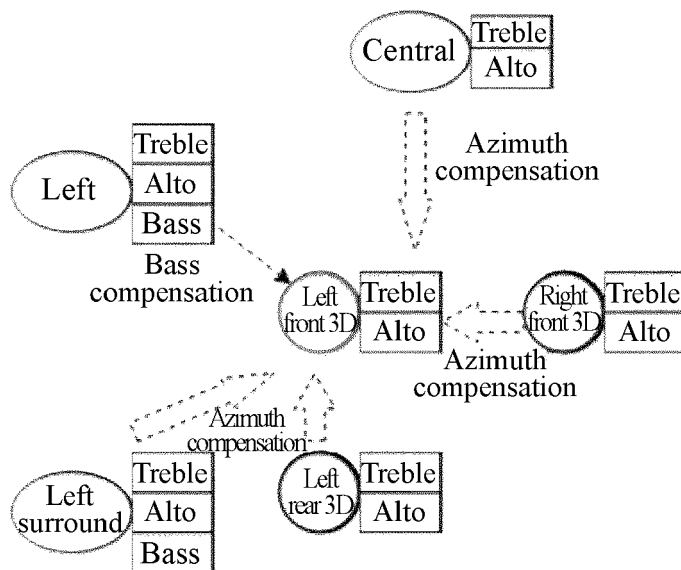 Central
Treble
Alto
Azimuth
compensation
Left
Treble
Alto
Bass
Bass
compensation
Left
front 3D
Treble
Alto
Right
front 3D
Treble
Alto
Azimuth
compensation
Azimuth
compensation
Left
surround
Treble
Alto
Bass
Left
rear 3D
Treble
Alto